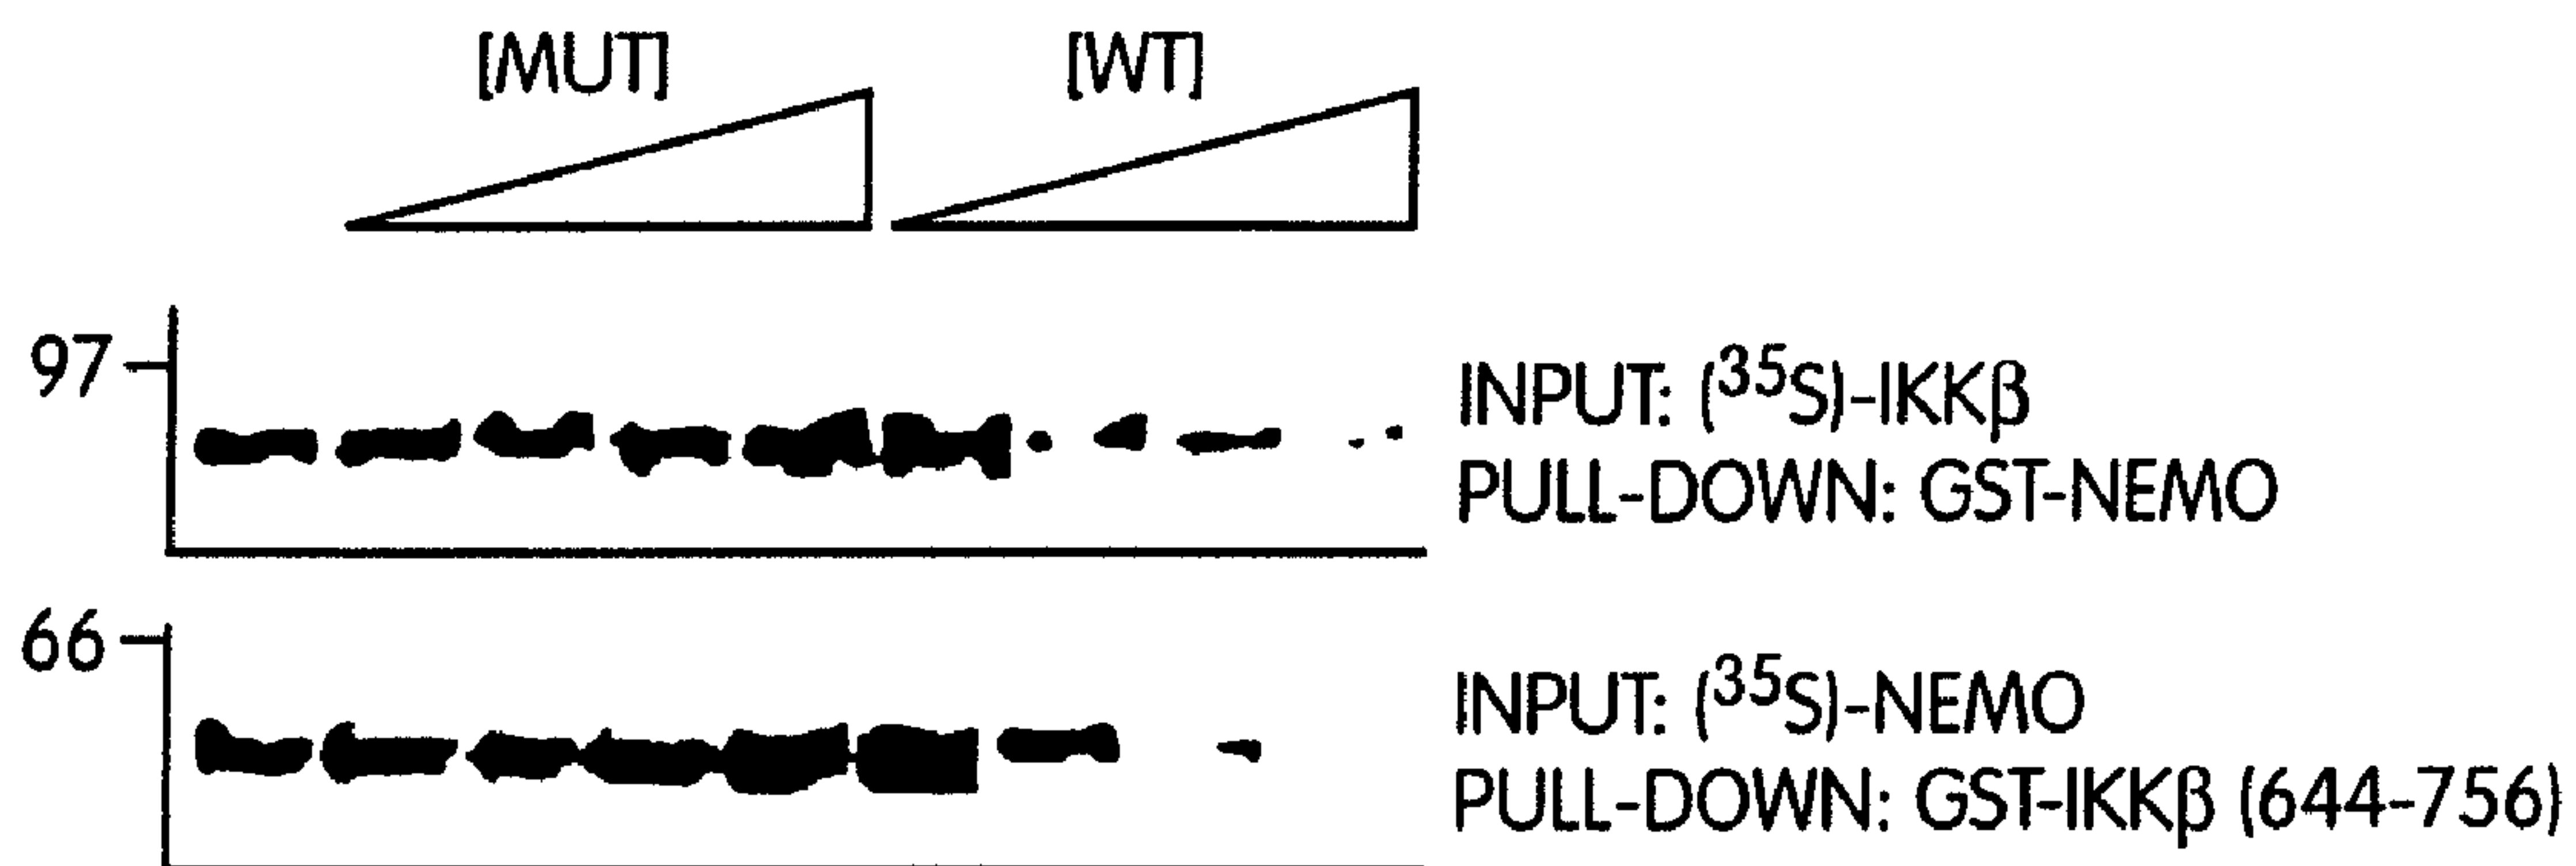 [MUT] [WT]
97
INPUT: (³⁵S)-IKKβ
PULL-DOWN: GST-NEMO
66
INPUT: (³⁵S)-NEMO
PULL-DOWN: GST-IKKβ (644-756)